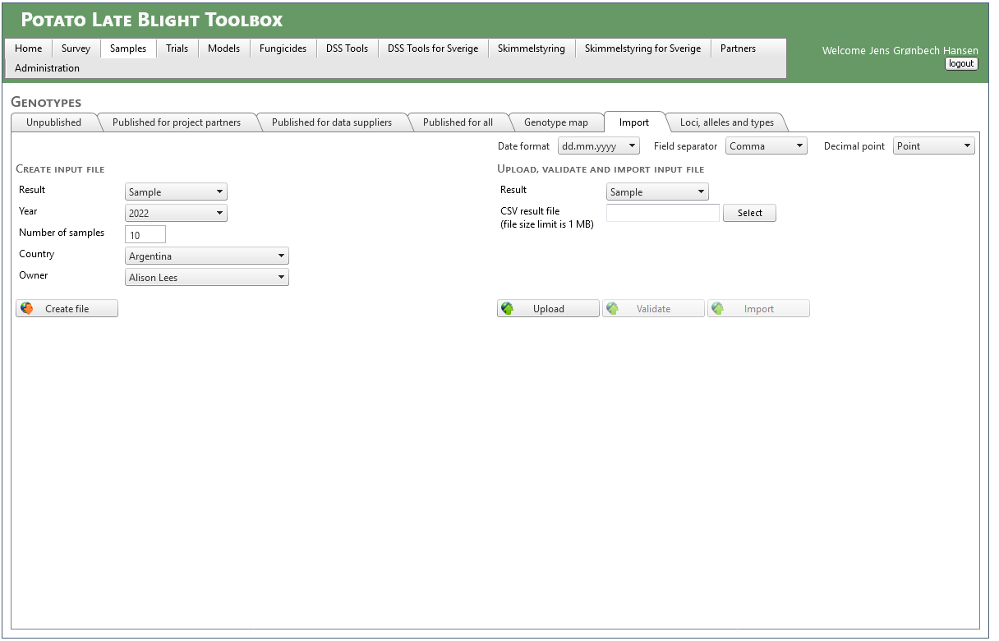 Potato Late Blight Toolbox
Home Survey Samples Trials Models Fungicides DSS Tools DSS Tools for Sverige Skimmelstyring Skimmelstyring for Sverige Partners
Administration
Welcome Jens Grønbech Hansen
logout
Genotypes
Unpublished Published for project partners Published for data suppliers Published for all Genotype map Import Loci, alleles and types
Date format dd.mm.yyyy Field separator Comma Decimal point Point
Create input file
Result Sample
Year 2022
Number of samples 10
Country Argentina
Owner Alison Lees
Create file
Upload, validate and import input file
Result Sample
CSV result file Select
(file size limit is 1 MB)
Upload Validate Import